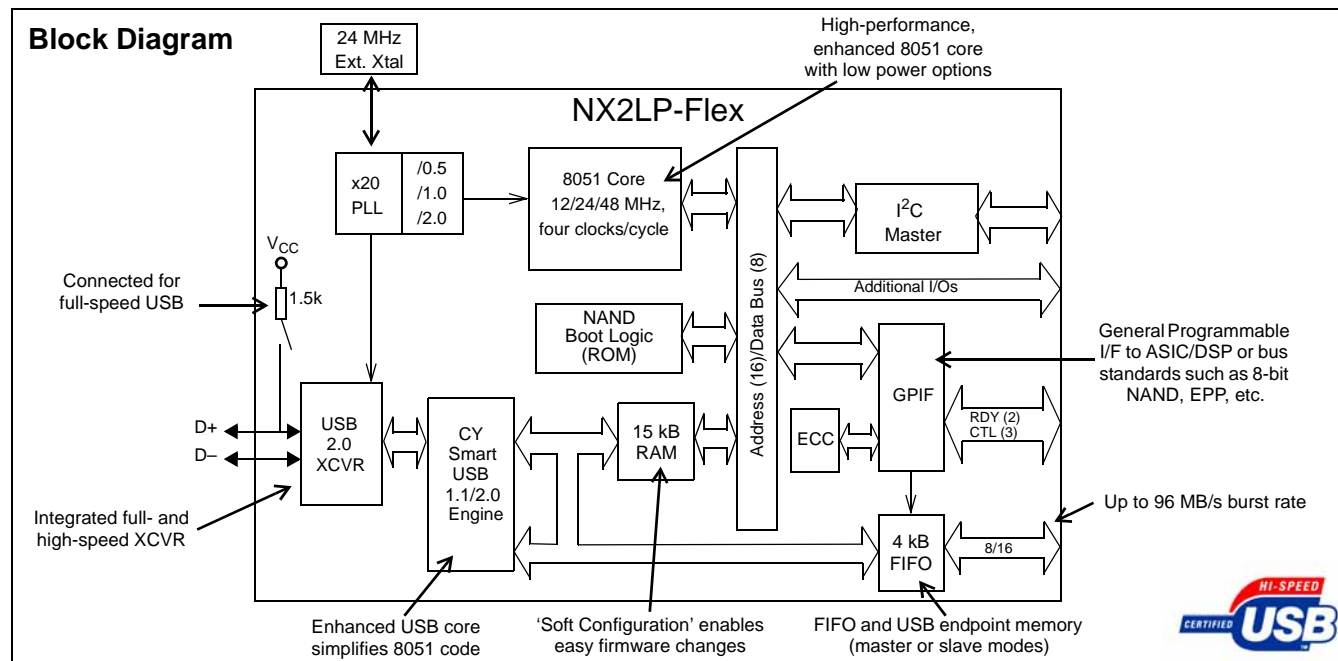 Block Diagram
24 MHz
Ext. Xtal
High-performance,
enhanced 8051 core
with low power options
NX2LP-Flex
x20
PLL
/0.5
/1.0
/2.0
8051 Core
12/24/48 MHz,
four clocks/cycle
I²C
Master
VCC
1.5k
Connected for
full-speed USB
Additional I/Os
NAND
Boot Logic
(ROM)
Address (16)/Data Bus (8)
General Programmable
I/F to ASIC/DSP or bus
standards such as 8-bit
NAND, EPP, etc.
GPIF
RDY (2)
CTL (3)
ECC
D+
D–
USB
2.0
XCVR
CY
Smart
USB
1.1/2.0
Engine
15 kB
RAM
Integrated full- and
high-speed XCVR
4 kB
FIFO
8/16
Up to 96 MB/s burst rate
Enhanced USB core
simplifies 8051 code
‘Soft Configuration’ enables
easy firmware changes
FIFO and USB endpoint memory
(master or slave modes)
HI-SPEED
CERTIFIED
USB